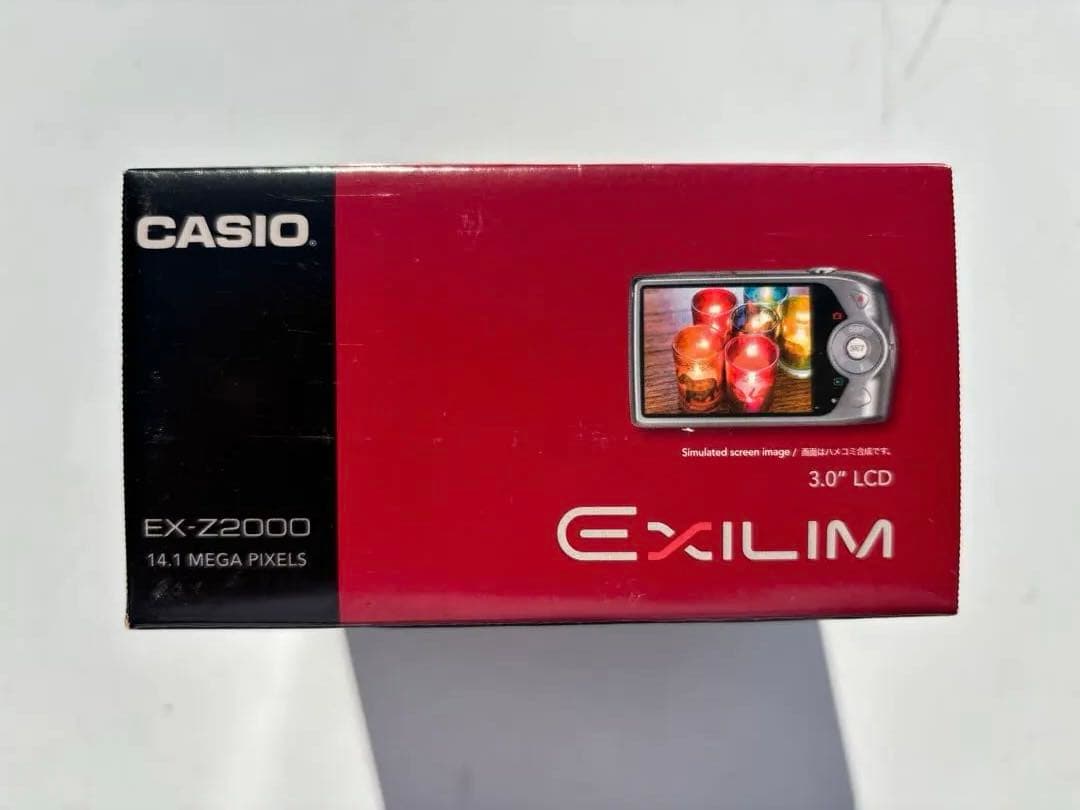 CASIO®
EX-Z2000
14.1 MEGA PIXELS
SET
Simulated screen image / 画面はハメコミ合成です。
3.0" LCD
EXILIM